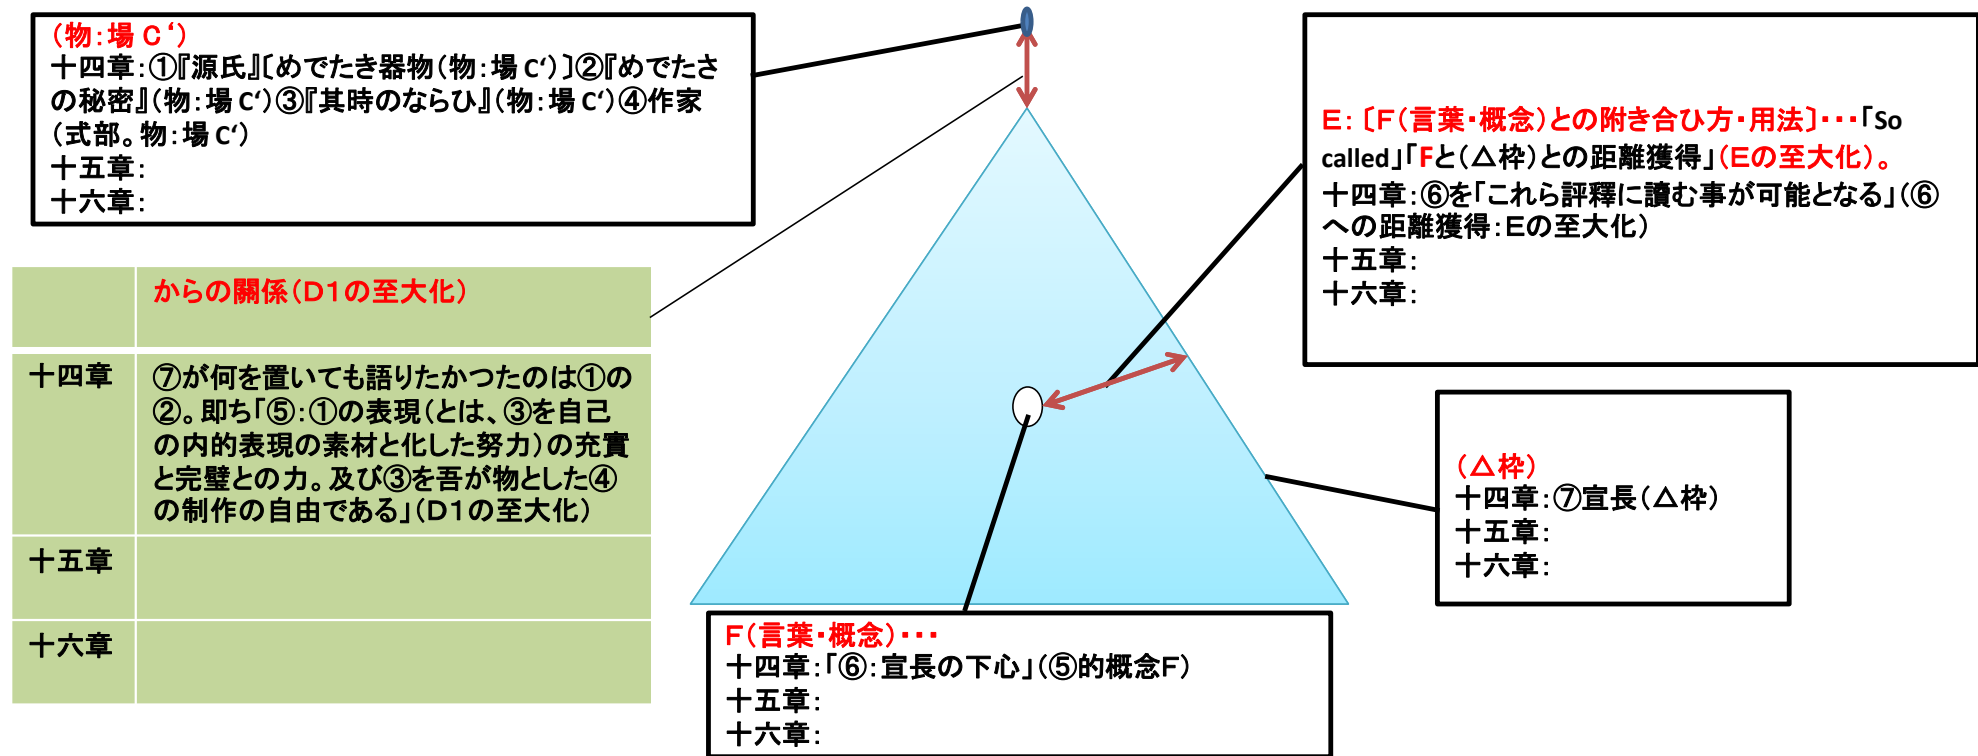 (物:場 C‘)
十四章:①『源氏』〔めでたき器物(物:場 C‘)〕②『めでたさ
の秘密』(物:場 C‘)③『其時のならひ』(物:場 C‘)④作家
(式部。物:場 C‘)
十五章:
十六章:
E:〔F(言葉・概念)との附き合ひ方・用法〕・・・「So
called」「Fと(△枠)との距離獲得」(Eの至大化)。
十四章:⑥を「これら評釋に讀む事が可能となる」(⑥
への距離獲得:Eの至大化)
十五章:
十六章:
からの關係(D1の至大化)
十四章
⑦が何を置いても語りたかつたのは①の
②。即ち「⑤:①の表現(とは、③を自己
の内的表現の素材と化した努力)の充實
と完璧との力。及び③を吾が物とした④
の制作の自由である」(D1の至大化)
十五章
十六章
(△枠)
十四章:⑦宣長(△枠)
十五章:
十六章:
F(言葉・概念)・・・
十四章:「⑥:宣長の下心」(⑤的概念F)
十五章:
十六章: